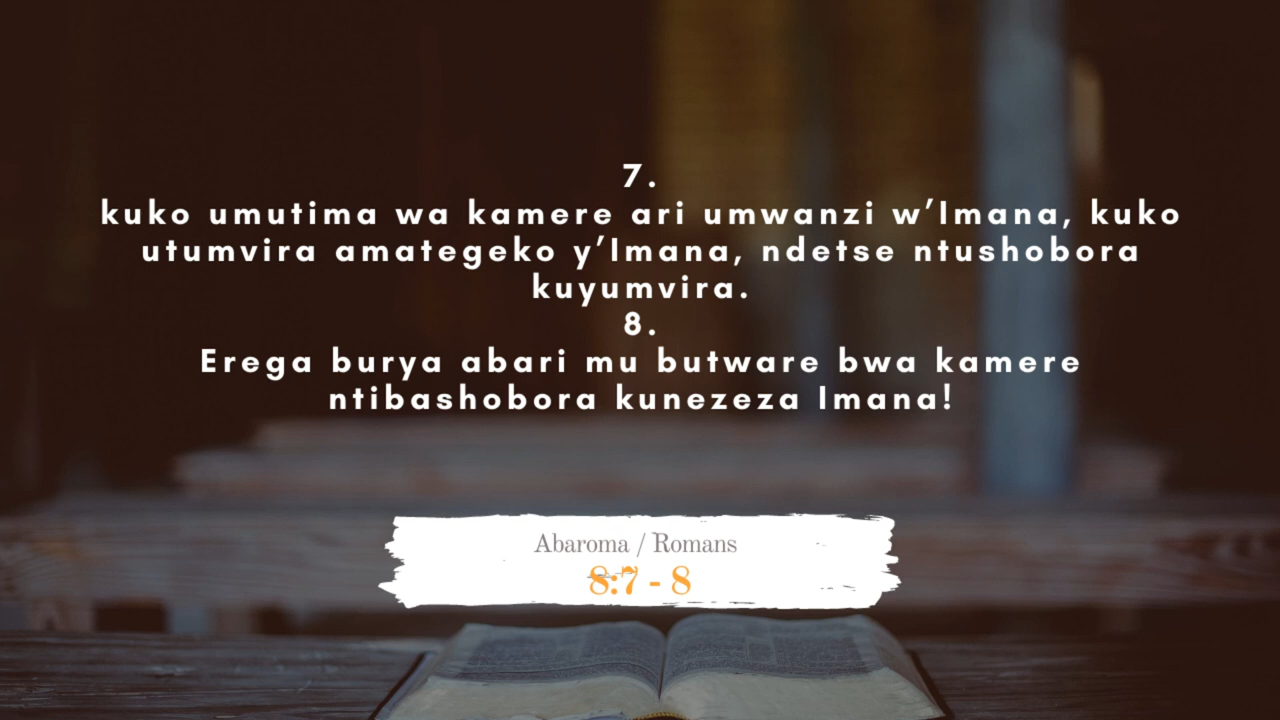 7.
kuko umutima wa kamere ari umwanzi w’Imana, kuko
utumvira amategeko y’Imana, ndetse ntushobora
kuyumvira.
8.
Erega burya abari mu butware bwa kamere
ntibashobora kunezeza Imana!
Abaroma / Romans
8:7 - 8